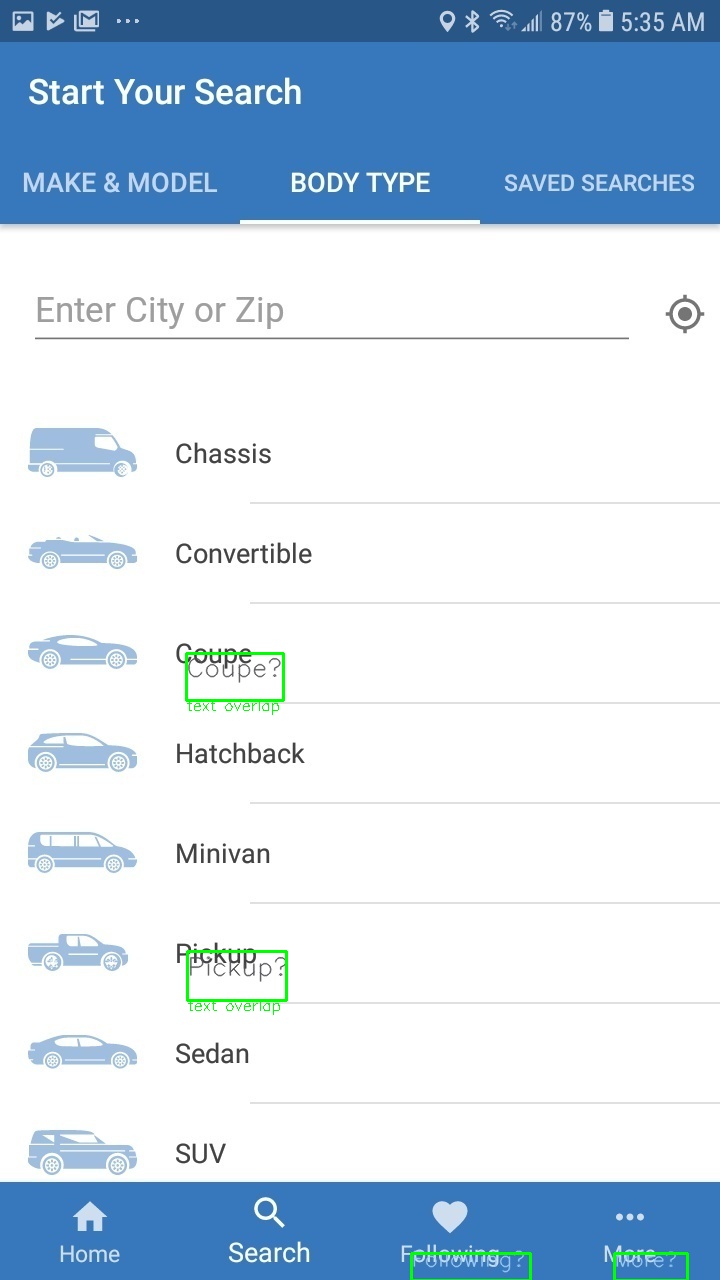 87% 5:35 AM
Start Your Search
MAKE & MODEL BODY TYPE SAVED SEARCHES
Enter City or Zip
Chassis
Convertible
Coupe
Coupe?
text overlap
Hatchback
Minivan
Pickup
Pickup?
text overlap
Sedan
SUV
Home Search Following More
Following? More?